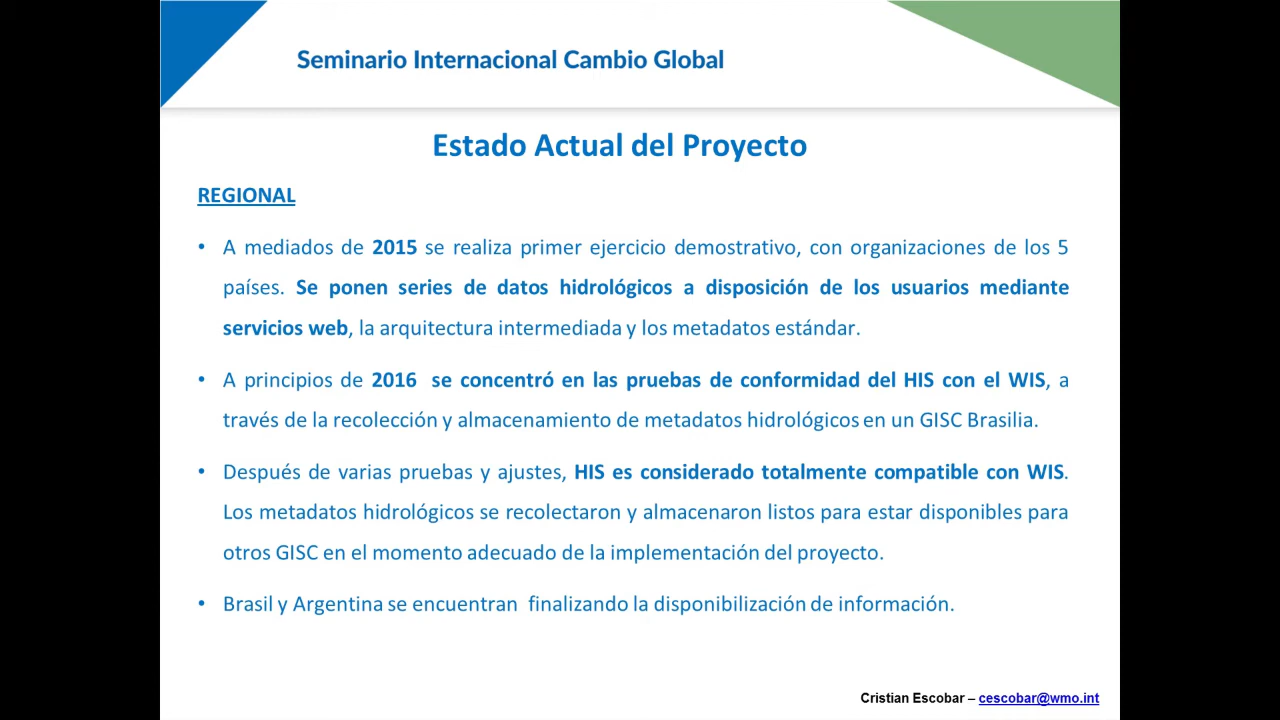 Seminario Internacional Cambio Global
Estado Actual del Proyecto
REGIONAL
• A mediados de 2015 se realiza primer ejercicio demostrativo, con organizaciones de los 5
países. Se ponen series de datos hidrológicos a disposición de los usuarios mediante
servicios web, la arquitectura intermediada y los metadatos estándar.
• A principios de 2016 se concentró en las pruebas de conformidad del HIS con el WIS, a
través de la recolección y almacenamiento de metadatos hidrológicos en un GISC Brasilia.
• Después de varias pruebas y ajustes, HIS es considerado totalmente compatible con WIS.
Los metadatos hidrológicos se recolectaron y almacenaron listos para estar disponibles para
otros GISC en el momento adecuado de la implementación del proyecto.
• Brasil y Argentina se encuentran finalizando la disponibilización de información.
Cristian Escobar – cescobar@wmo.int